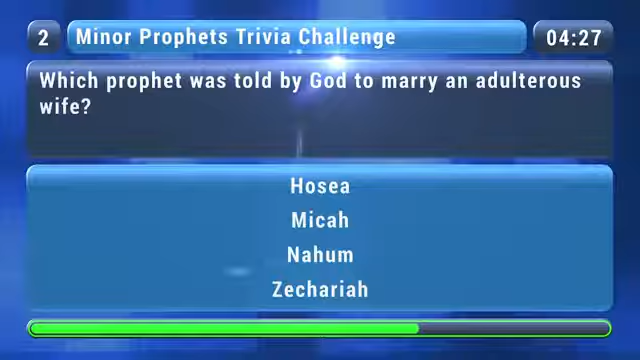 2
Minor Prophets Trivia Challenge
04:27
Which prophet was told by God to marry an adulterous
wife?
Hosea
Micah
Nahum
Zechariah